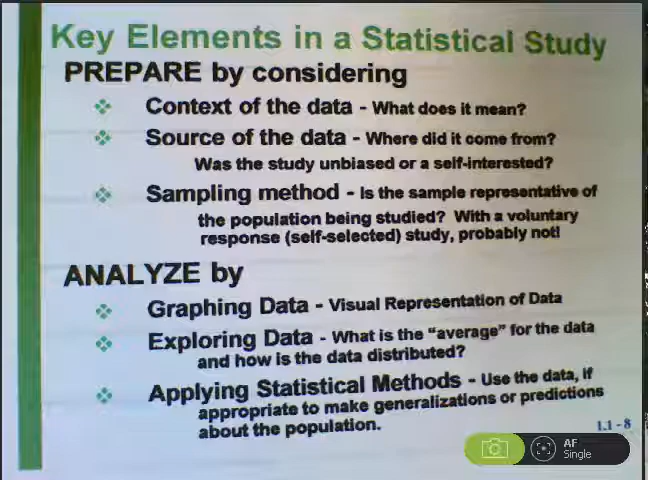 Key Elements in a Statistical Study
PREPARE by considering
Context of the data - What does it mean?
Source of the data - Where did it come from?
Was the study unbiased or a self-interested?
Sampling method - Is the sample representative of
the population being studied? With a voluntary
response (self-selected) study, probably not!
ANALYZE by
Graphing Data - Visual Representation of Data
Exploring Data - What is the “average” for the data
and how is the data distributed?
Applying Statistical Methods - Use the data, if
appropriate to make generalizations or predictions
about the population.
1.1 - 8
AF
Single